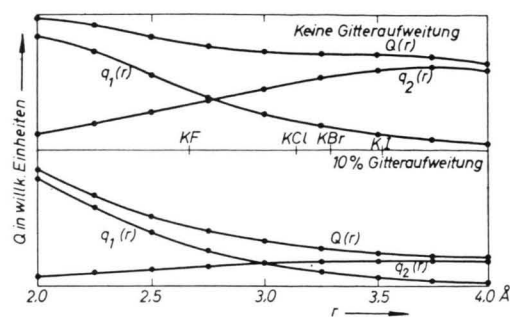 Keine Gitteraufweitung
Q(r)
q₁(r)
q₂(r)
KF KCl KBr KI
10% Gitteraufweitung
q₁(r)
Q(r)
q₂(r)
Q in willk. Einheiten
2.0 2.5 3.0 3.5 4.0 Å
r